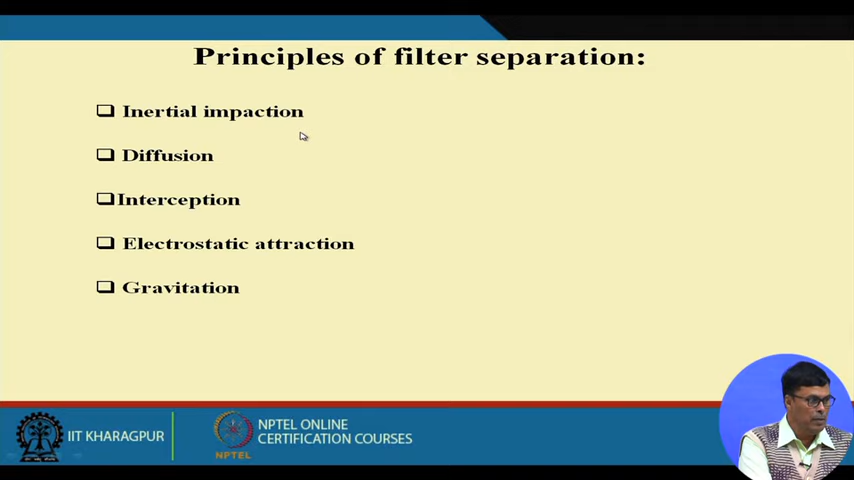 Principles of filter separation:
❑ Inertial impaction
❑ Diffusion
❑Interception
❑ Electrostatic attraction
❑ Gravitation
IIT KHARAGPUR
NPTEL
NPTEL ONLINE
CERTIFICATION COURSES